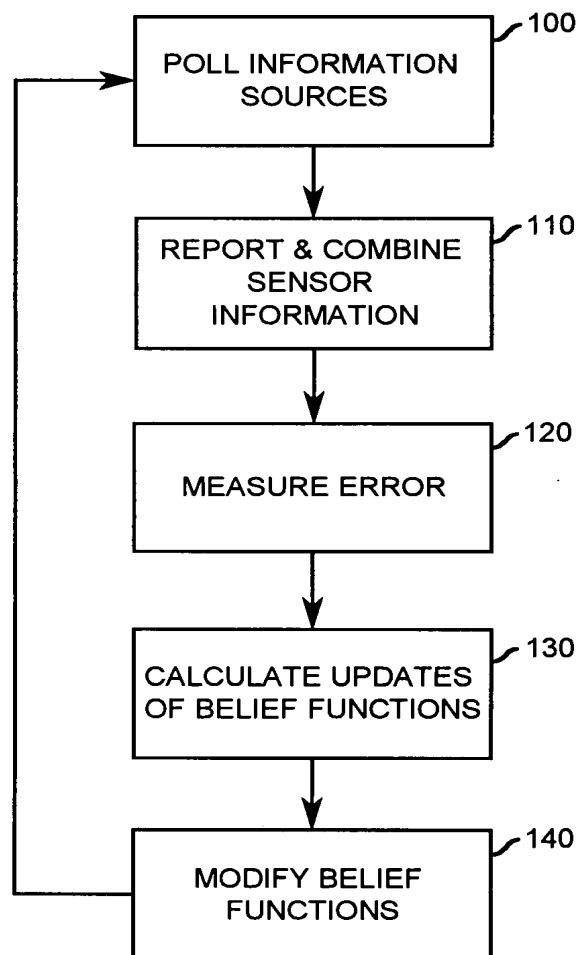 100
POLL INFORMATION
SOURCES
110
REPORT & COMBINE
SENSOR
INFORMATION
120
MEASURE ERROR
130
CALCULATE UPDATES
OF BELIEF FUNCTIONS
140
MODIFY BELIEF
FUNCTIONS